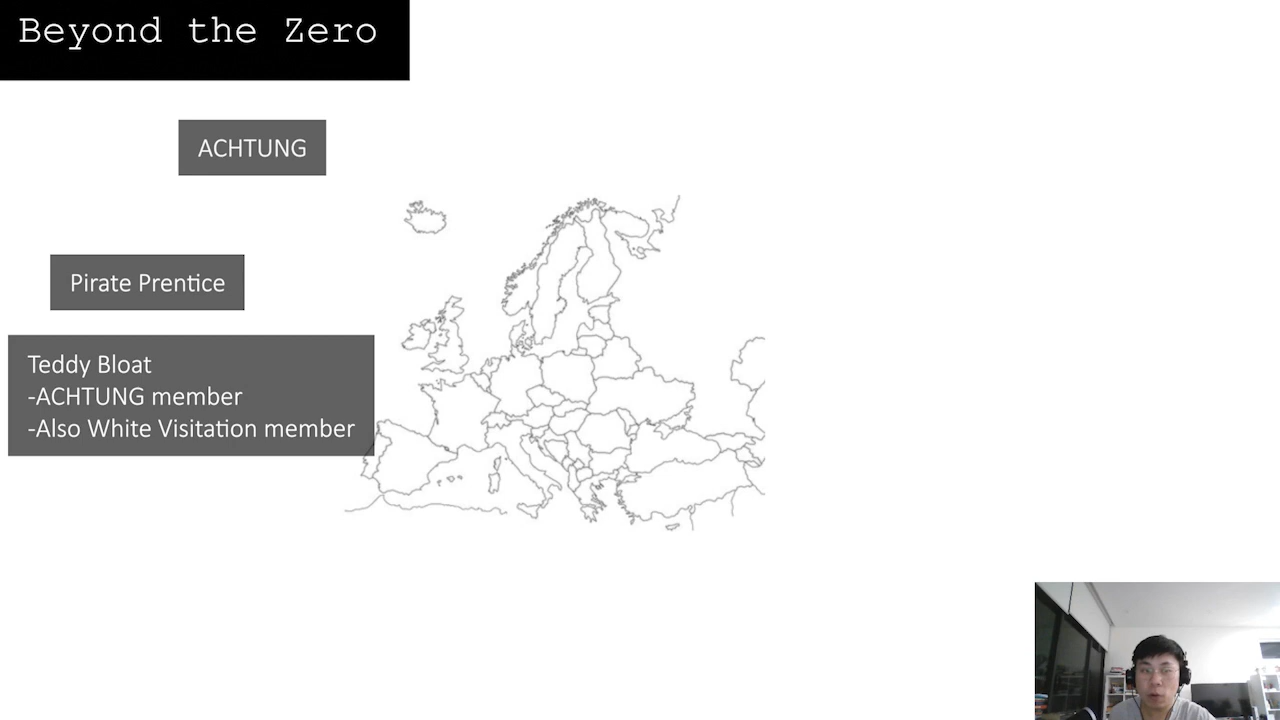 Beyond the Zero
ACHTUNG
Pirate Prentice
Teddy Bloat
-ACHTUNG member
-Also White Visitation member